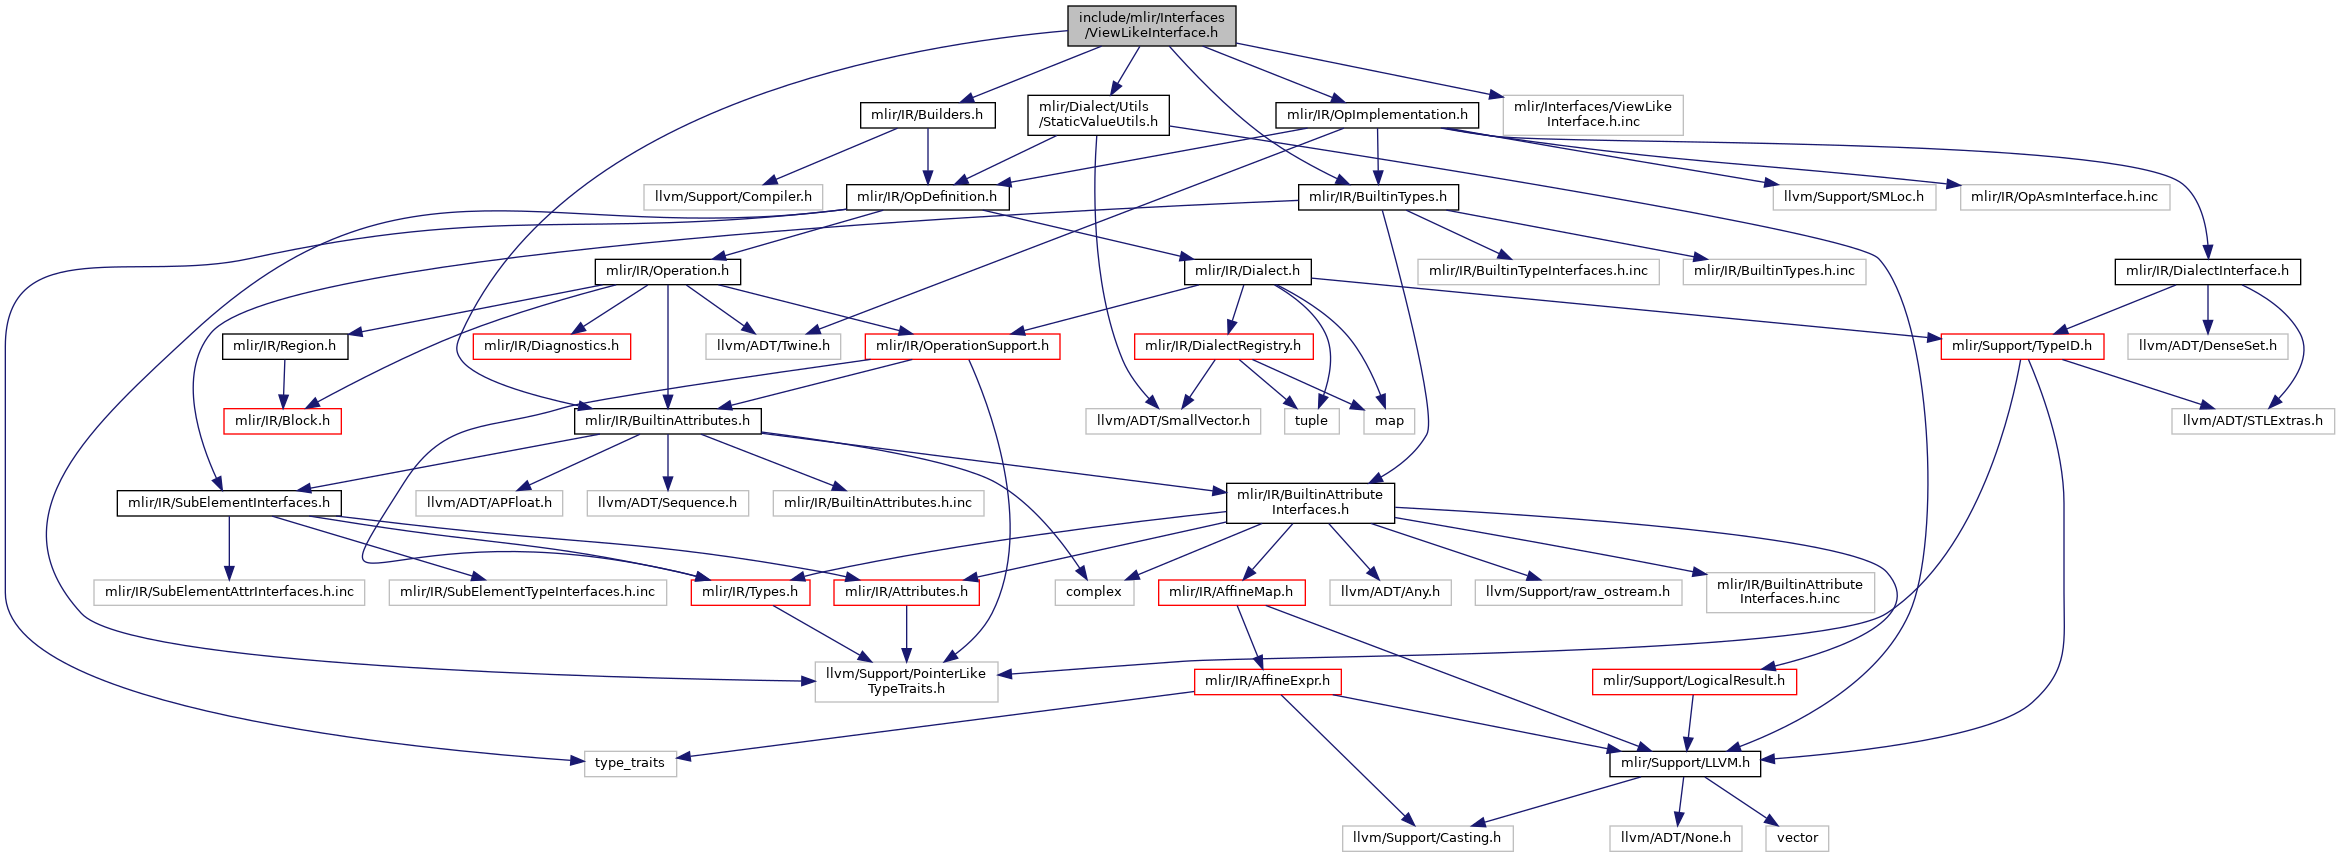 include/mlir/Interfaces
/ViewLikeInterface.h
mlir/IR/Builders.h
mlir/Dialect/Utils
/StaticValueUtils.h
mlir/IR/OpImplementation.h
mlir/Interfaces/ViewLike
Interface.h.inc
llvm/Support/Compiler.h
mlir/IR/OpDefinition.h
mlir/IR/BuiltinTypes.h
llvm/Support/SMLoc.h
mlir/IR/OpAsmInterface.h.inc
mlir/IR/Operation.h
mlir/IR/Dialect.h
mlir/IR/BuiltinTypeInterfaces.h.inc
mlir/IR/BuiltinTypes.h.inc
mlir/IR/DialectInterface.h
mlir/IR/Region.h
mlir/IR/Diagnostics.h
llvm/ADT/Twine.h
mlir/IR/OperationSupport.h
mlir/IR/DialectRegistry.h
mlir/Support/TypeID.h
llvm/ADT/DenseSet.h
mlir/IR/Block.h
mlir/IR/BuiltinAttributes.h
llvm/ADT/SmallVector.h
tuple
map
llvm/ADT/STLExtras.h
mlir/IR/SubElementInterfaces.h
llvm/ADT/APFloat.h
llvm/ADT/Sequence.h
mlir/IR/BuiltinAttributes.h.inc
mlir/IR/BuiltinAttribute
Interfaces.h
mlir/IR/SubElementAttrInterfaces.h.inc
mlir/IR/SubElementTypeInterfaces.h.inc
mlir/IR/Types.h
mlir/IR/Attributes.h
complex
mlir/IR/AffineMap.h
llvm/ADT/Any.h
llvm/Support/raw_ostream.h
mlir/IR/BuiltinAttribute
Interfaces.h.inc
llvm/Support/PointerLike
TypeTraits.h
mlir/IR/AffineExpr.h
mlir/Support/LogicalResult.h
type_traits
mlir/Support/LLVM.h
llvm/Support/Casting.h
llvm/ADT/None.h
vector